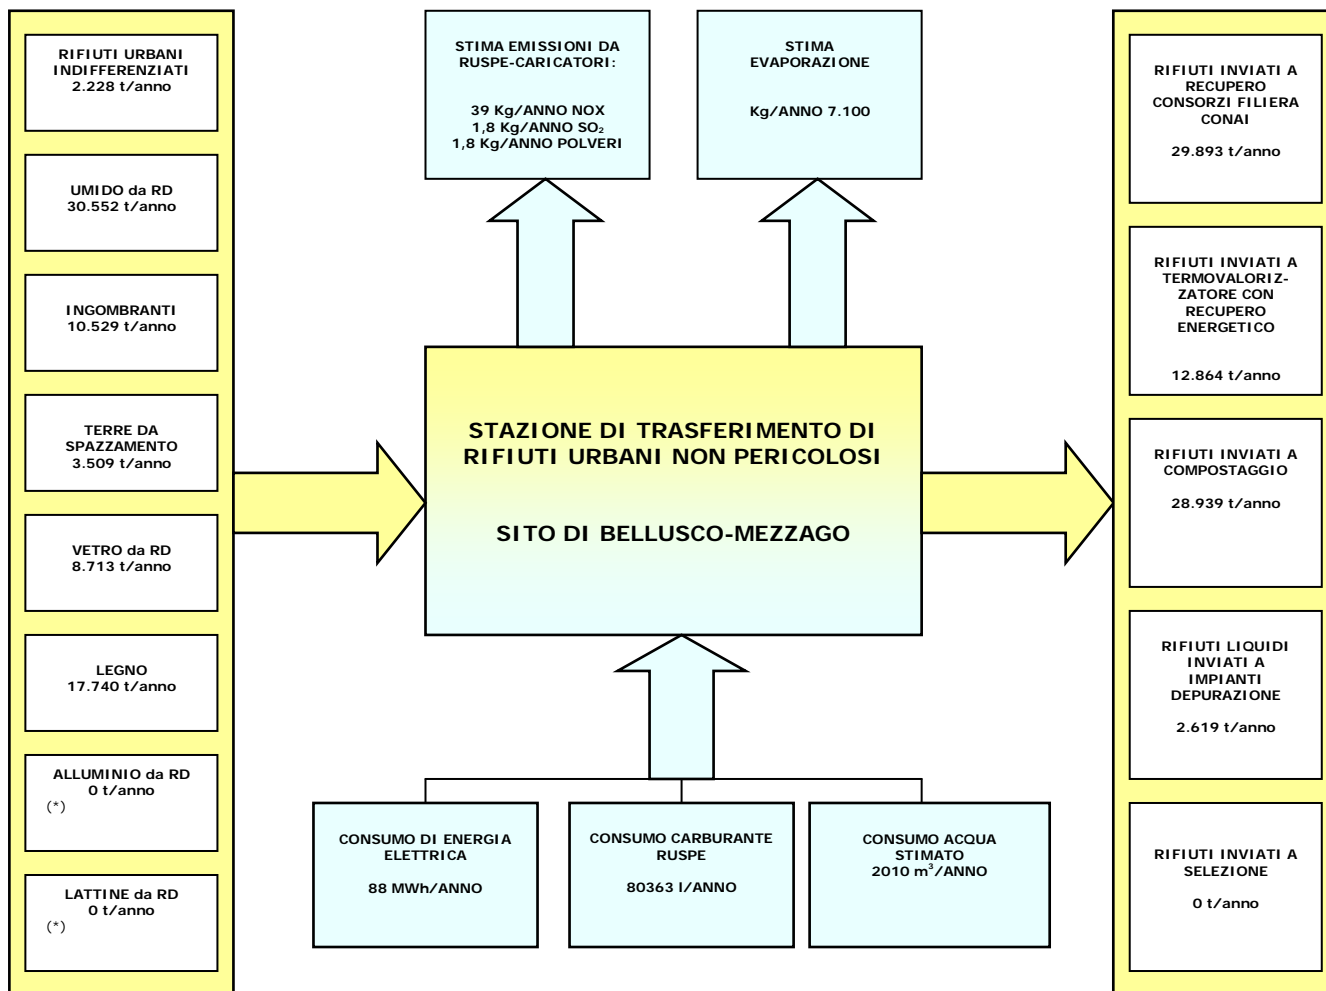 RIFIUTI URBANI
INDIFFERENZIATI
2.228 t/anno
UMIDO da RD
30.552 t/anno
INGOMBRANTI
10.529 t/anno
TERRE DA
SPAZZAMENTO
3.509 t/anno
VETRO da RD
8.713 t/anno
LEGNO
17.740 t/anno
ALLUMINIO da RD
0 t/anno
(*)
LATTINE da RD
0 t/anno
(*)
STIMA EMISSIONI DA
RUSPE-CARICATORI:
39 Kg/ANNO NOX
1,8 Kg/ANNO SO₂
1,8 Kg/ANNO POLVERI
STIMA
EVAPORAZIONE
Kg/ANNO 7.100
STAZIONE DI TRASFERIMENTO DI
RIFIUTI URBANI NON PERICOLOSI
SITO DI BELLUSCO-MEZZAGO
CONSUMO DI ENERGIA
ELETTRICA
88 MWh/ANNO
CONSUMO CARBURANTE
RUSPE
80363 l/ANNO
CONSUMO ACQUA
STIMATO
2010 m³/ANNO
RIFIUTI INVIATI A
RECUPERO
CONSORZI FILIERA
CONAI
29.893 t/anno
RIFIUTI INVIATI A
TERMOVALORIZ-
ZATORE CON
RECUPERO
ENERGETICO
12.864 t/anno
RIFIUTI INVIATI A
COMPOSTAGGIO
28.939 t/anno
RIFIUTI LIQUIDI
INVIATI A
IMPIANTI
DEPURAZIONE
2.619 t/anno
RIFIUTI INVIATI A
SELEZIONE
0 t/anno